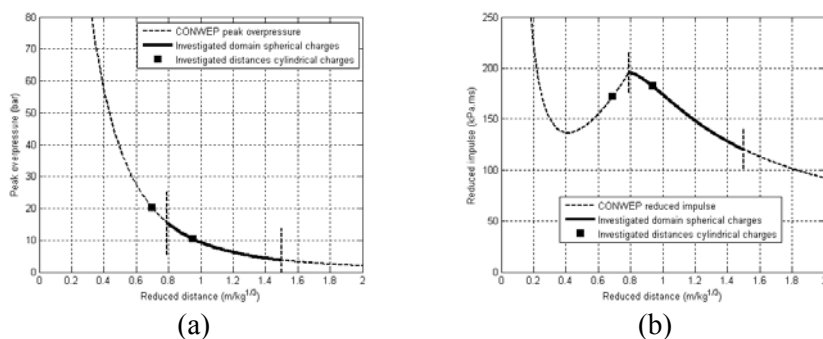 80
70
60
50
40
30
20
10
0
Peak overpressure (bar)
CONWEP peak overpressure
Investigated domain spherical charges
Investigated distances cylindrical charges
0 0.2 0.4 0.6 0.8 1 1.2 1.4 1.6 1.8 2
Reduced distance (m/kg1/3)
(a)
250
200
150
100
50
0
Reduced impulse (kPa.ms)
CONWEP reduced impulse
Investigated domain spherical charges
Investigated distances cylindrical charges
0 0.2 0.4 0.6 0.8 1 1.2 1.4 1.6 1.8 2
Reduced distance (m/kg1/3)
(b)